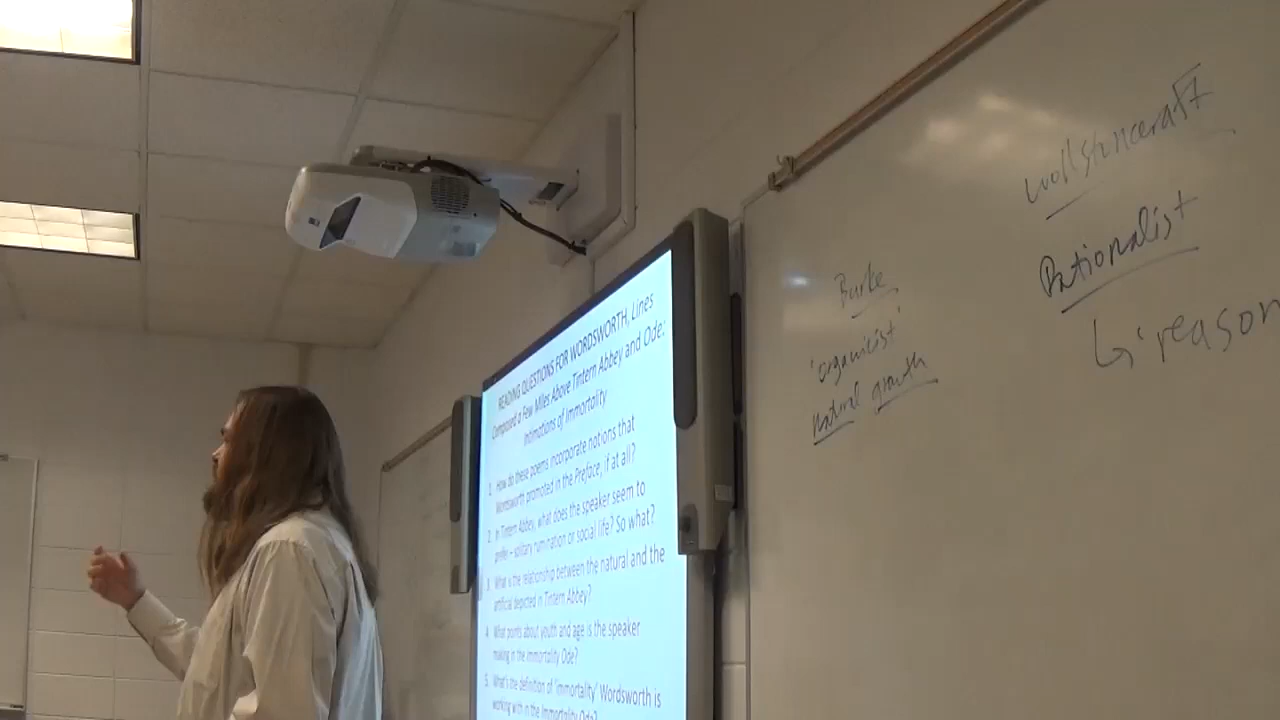 READING QUESTIONS FOR WORDSWORTH, Lines
Composed a Few Miles Above Tintern Abbey and Ode:
Intimations of Immortality
1. How do these poems incorporate notions that
Wordsworth promoted in the Preface, if at all?
2. In Tintern Abbey, what does the speaker seem to
prefer – solitary rumination or social life? So what?
3. What is the relationship between the natural and the
artificial depicted in Tintern Abbey?
4. What points about youth and age is the speaker
making in the Immortality Ode?
5. What's the definition of 'immortality' Wordsworth is
working with in the Immortality Ode?
Burke
'organicist'
natural growth
Wollstncraft
Rationalist
↳ 'reason